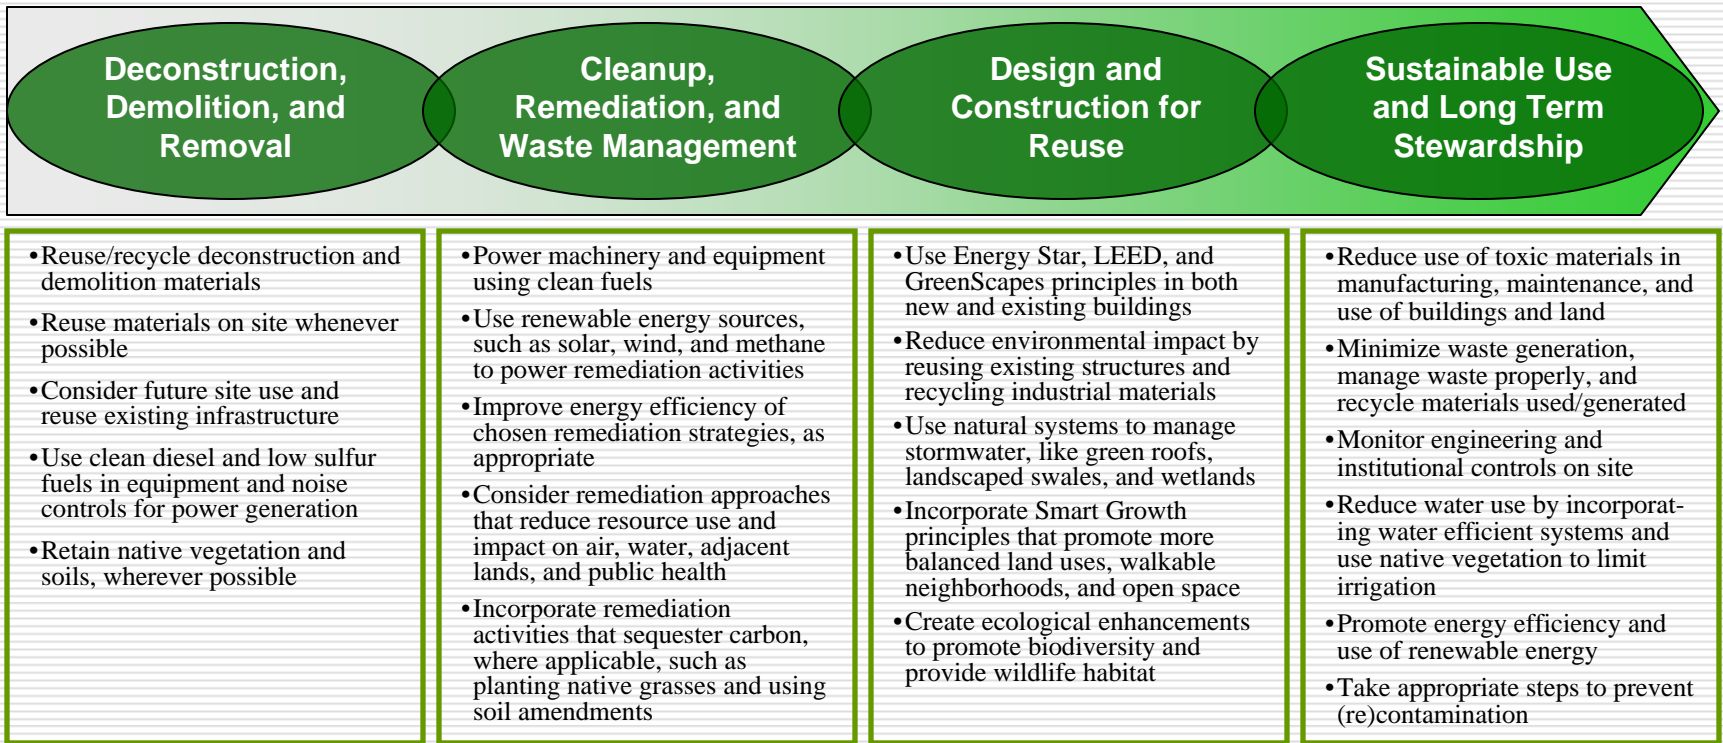 Deconstruction,
Demolition, and
Removal
Cleanup,
Remediation, and
Waste Management
Design and
Construction for
Reuse
Sustainable Use
and Long Term
Stewardship
•Reuse/recycle deconstruction and
demolition materials
•Reuse materials on site whenever
possible
•Consider future site use and
reuse existing infrastructure
•Use clean diesel and low sulfur
fuels in equipment and noise
controls for power generation
•Retain native vegetation and
soils, wherever possible
•Power machinery and equipment
using clean fuels
•Use renewable energy sources,
such as solar, wind, and methane
to power remediation activities
•Improve energy efficiency of
chosen remediation strategies, as
appropriate
•Consider remediation approaches
that reduce resource use and
impact on air, water, adjacent
lands, and public health
•Incorporate remediation
activities that sequester carbon,
where applicable, such as
planting native grasses and using
soil amendments
•Use Energy Star, LEED, and
GreenScapes principles in both
new and existing buildings
•Reduce environmental impact by
reusing existing structures and
recycling industrial materials
•Use natural systems to manage
stormwater, like green roofs,
landscaped swales, and wetlands
•Incorporate Smart Growth
principles that promote more
balanced land uses, walkable
neighborhoods, and open space
•Create ecological enhancements
to promote biodiversity and
provide wildlife habitat
•Reduce use of toxic materials in
manufacturing, maintenance, and
use of buildings and land
•Minimize waste generation,
manage waste properly, and
recycle materials used/generated
•Monitor engineering and
institutional controls on site
•Reduce water use by incorporat-
ing water efficient systems and
use native vegetation to limit
irrigation
•Promote energy efficiency and
use of renewable energy
•Take appropriate steps to prevent
(re)contamination